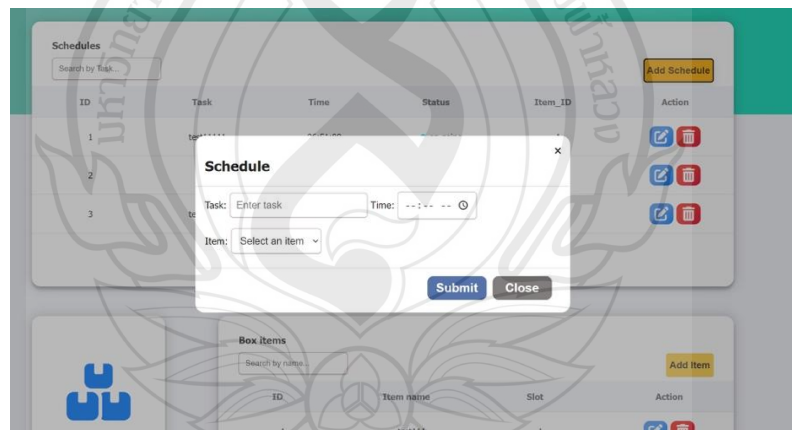 Schedules
Search by Task...
Add Schedule
ID Task Time Status Item_ID Action
1
2
3
Schedule ×
Task: Enter task Time: --:-- --
Item: Select an item
Submit Close
Box items
Search by name...
Add Item
ID Item name Slot Action